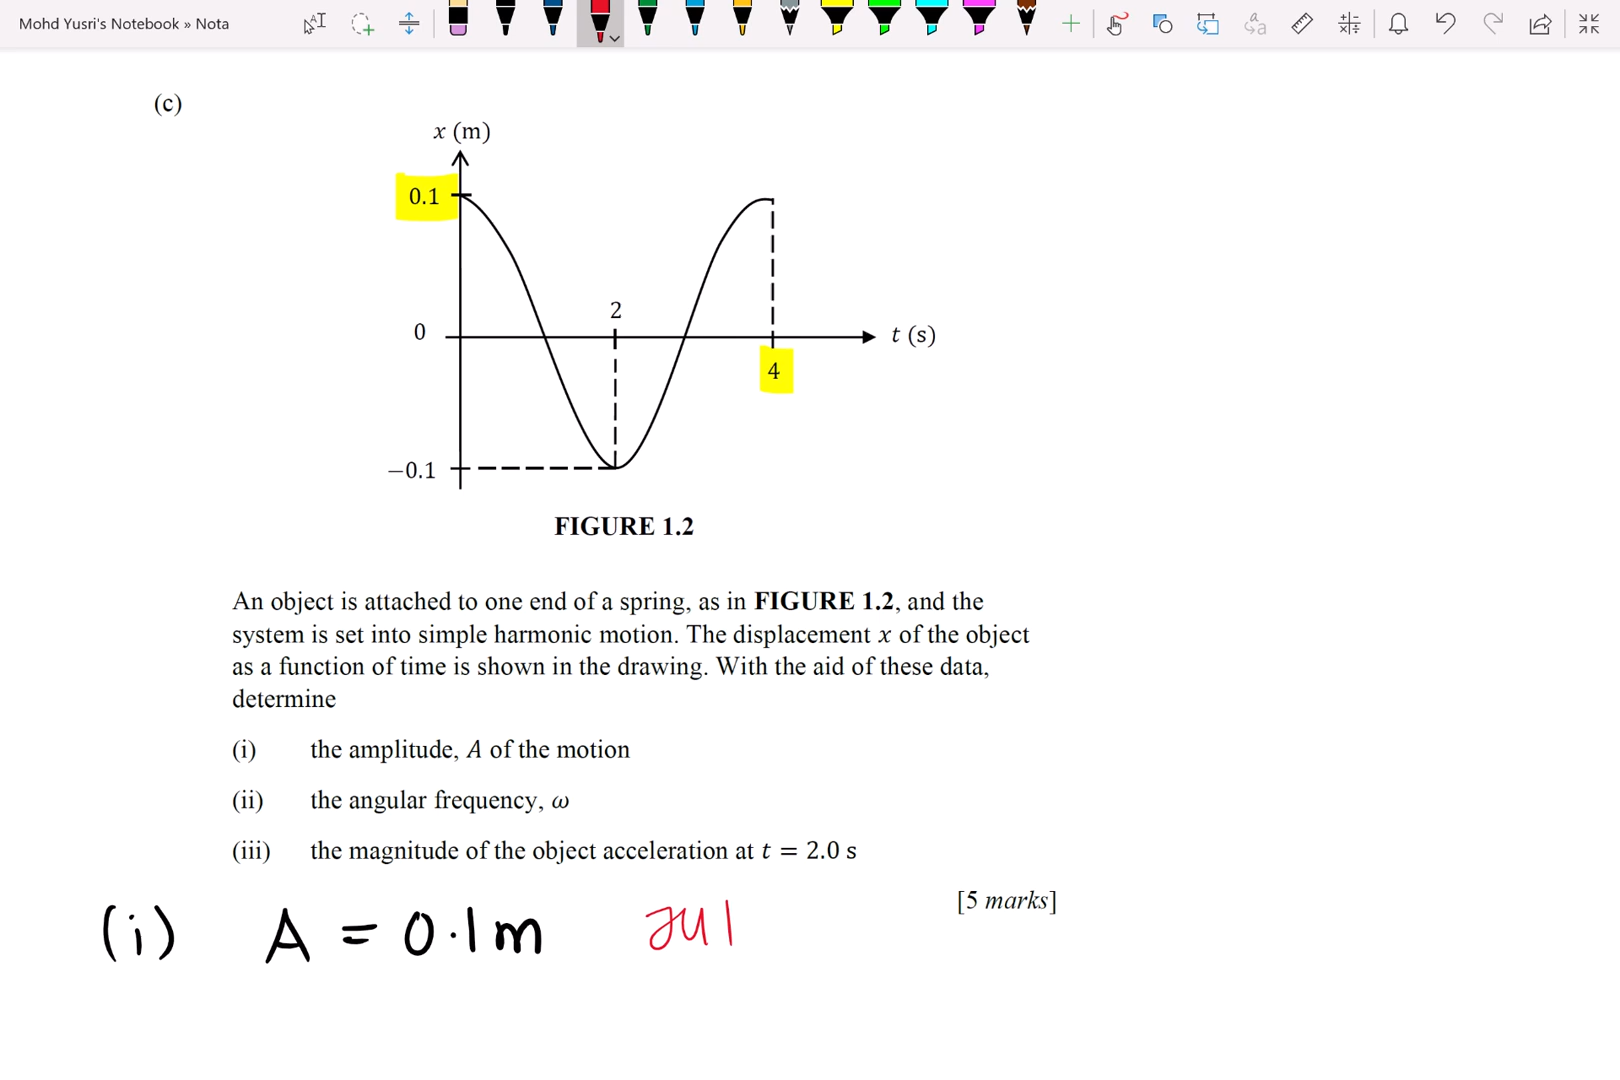 Mohd Yusri's Notebook » Nota
(c)
x (m)
0.1
2
0
t (s)
4
−0.1
FIGURE 1.2
An object is attached to one end of a spring, as in FIGURE 1.2, and the
system is set into simple harmonic motion. The displacement x of the object
as a function of time is shown in the drawing. With the aid of these data,
determine
(i) the amplitude, A of the motion
(ii) the angular frequency, ω
(iii) the magnitude of the object acceleration at t = 2.0 s
[5 marks]
(i) A = 0.1m JU1